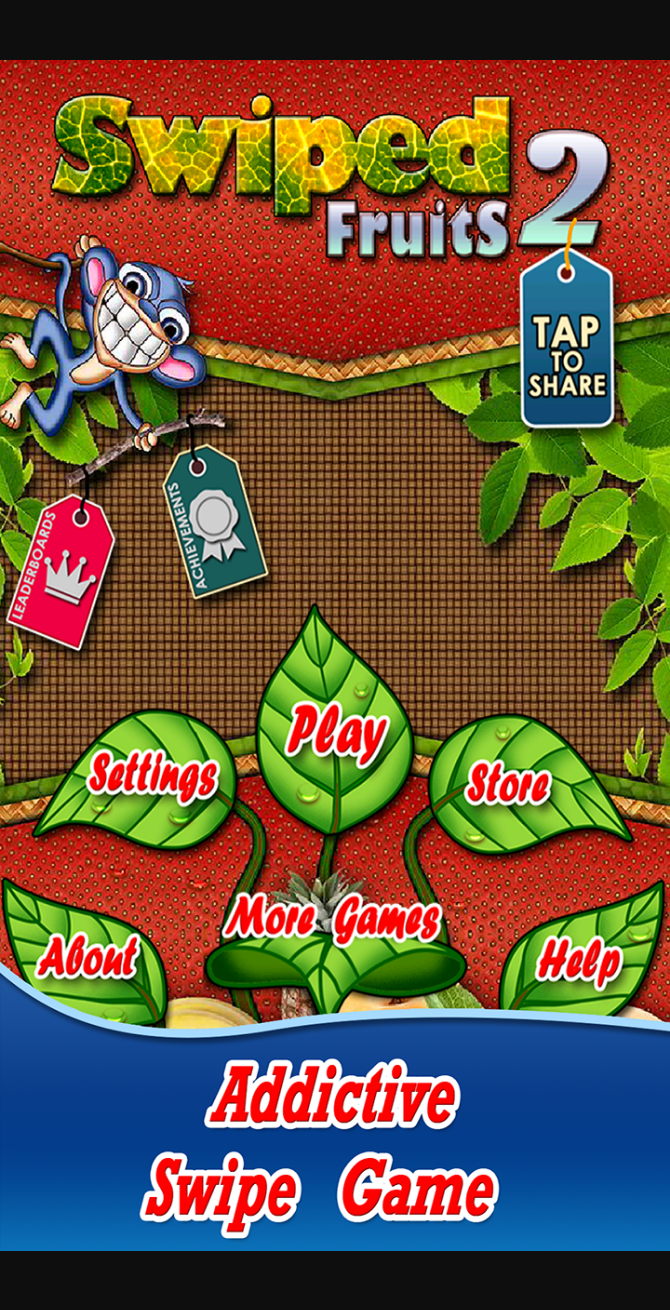 Swiped
Fruits 2
TAP
TO
SHARE
LEADERBOARDS
ACHIEVEMENTS
Play
Settings
Store
More Games
About
Help
Addictive
Swipe Game